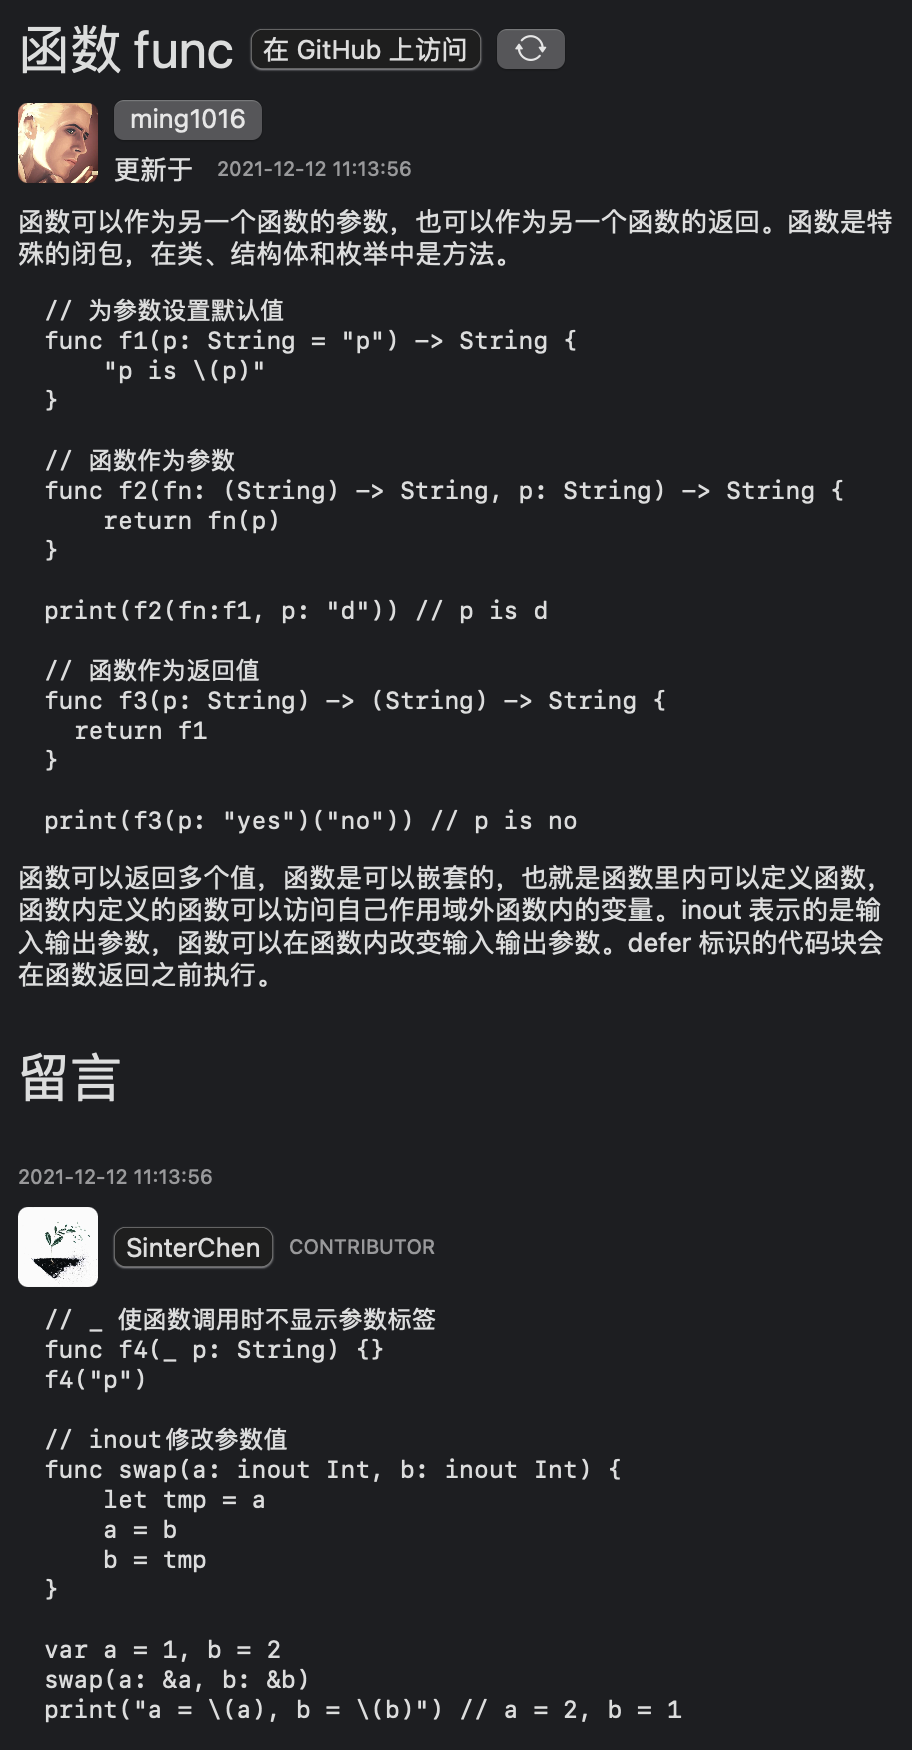 函数 func 在 GitHub 上访问
ming1016
更新于 2021-12-12 11:13:56
函数可以作为另一个函数的参数，也可以作为另一个函数的返回。函数是特
殊的闭包，在类、结构体和枚举中是方法。
// 为参数设置默认值
func f1(p: String = "p") -> String {
    "p is \(p)"
}
// 函数作为参数
func f2(fn: (String) -> String, p: String) -> String {
    return fn(p)
}
print(f2(fn:f1, p: "d")) // p is d
// 函数作为返回值
func f3(p: String) -> (String) -> String {
  return f1
}
print(f3(p: "yes")("no")) // p is no
函数可以返回多个值，函数是可以嵌套的，也就是函数里内可以定义函数，
函数内定义的函数可以访问自己作用域外函数内的变量。inout 表示的是输
入输出参数，函数可以在函数内改变输入输出参数。defer 标识的代码块会
在函数返回之前执行。
留言
2021-12-12 11:13:56
SinterChen CONTRIBUTOR
// _ 使函数调用时不显示参数标签
func f4(_ p: String) {}
f4("p")
// inout修改参数值
func swap(a: inout Int, b: inout Int) {
    let tmp = a
    a = b
    b = tmp
}
var a = 1, b = 2
swap(a: &a, b: &b)
print("a = \(a), b = \(b)") // a = 2, b = 1